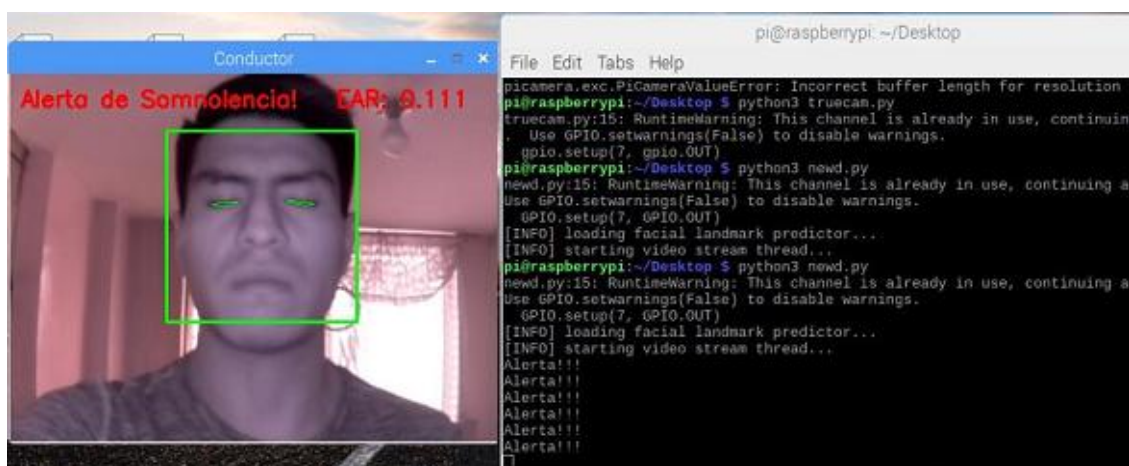 Conductor
Alerta de Somnolencia! EAR: 0.111
pi@raspberrypi: ~/Desktop
File Edit Tabs Help
picamera.exc.PiCameraValueError: Incorrect buffer length for resolution
pi@raspberrypi:~/Desktop $ python3 truecam.py
truecam.py:15: RuntimeWarning: This channel is already in use, continuin
. Use GPIO.setwarnings(False) to disable warnings.
gpio.setup(7, gpio.OUT)
pi@raspberrypi:~/Desktop $ python3 newd.py
newd.py:15: RuntimeWarning: This channel is already in use, continuing a
Use GPIO.setwarnings(False) to disable warnings.
GPIO.setup(7, GPIO.OUT)
[INFO] loading facial landmark predictor...
[INFO] starting video stream thread...
pi@raspberrypi:~/Desktop $ python3 newd.py
newd.py:15: RuntimeWarning: This channel is already in use, continuing a
Use GPIO.setwarnings(False) to disable warnings.
GPIO.setup(7, GPIO.OUT)
[INFO] loading facial landmark predictor...
[INFO] starting video stream thread...
Alerta!!!
Alerta!!!
Alerta!!!
Alerta!!!
Alerta!!!
Alerta!!!